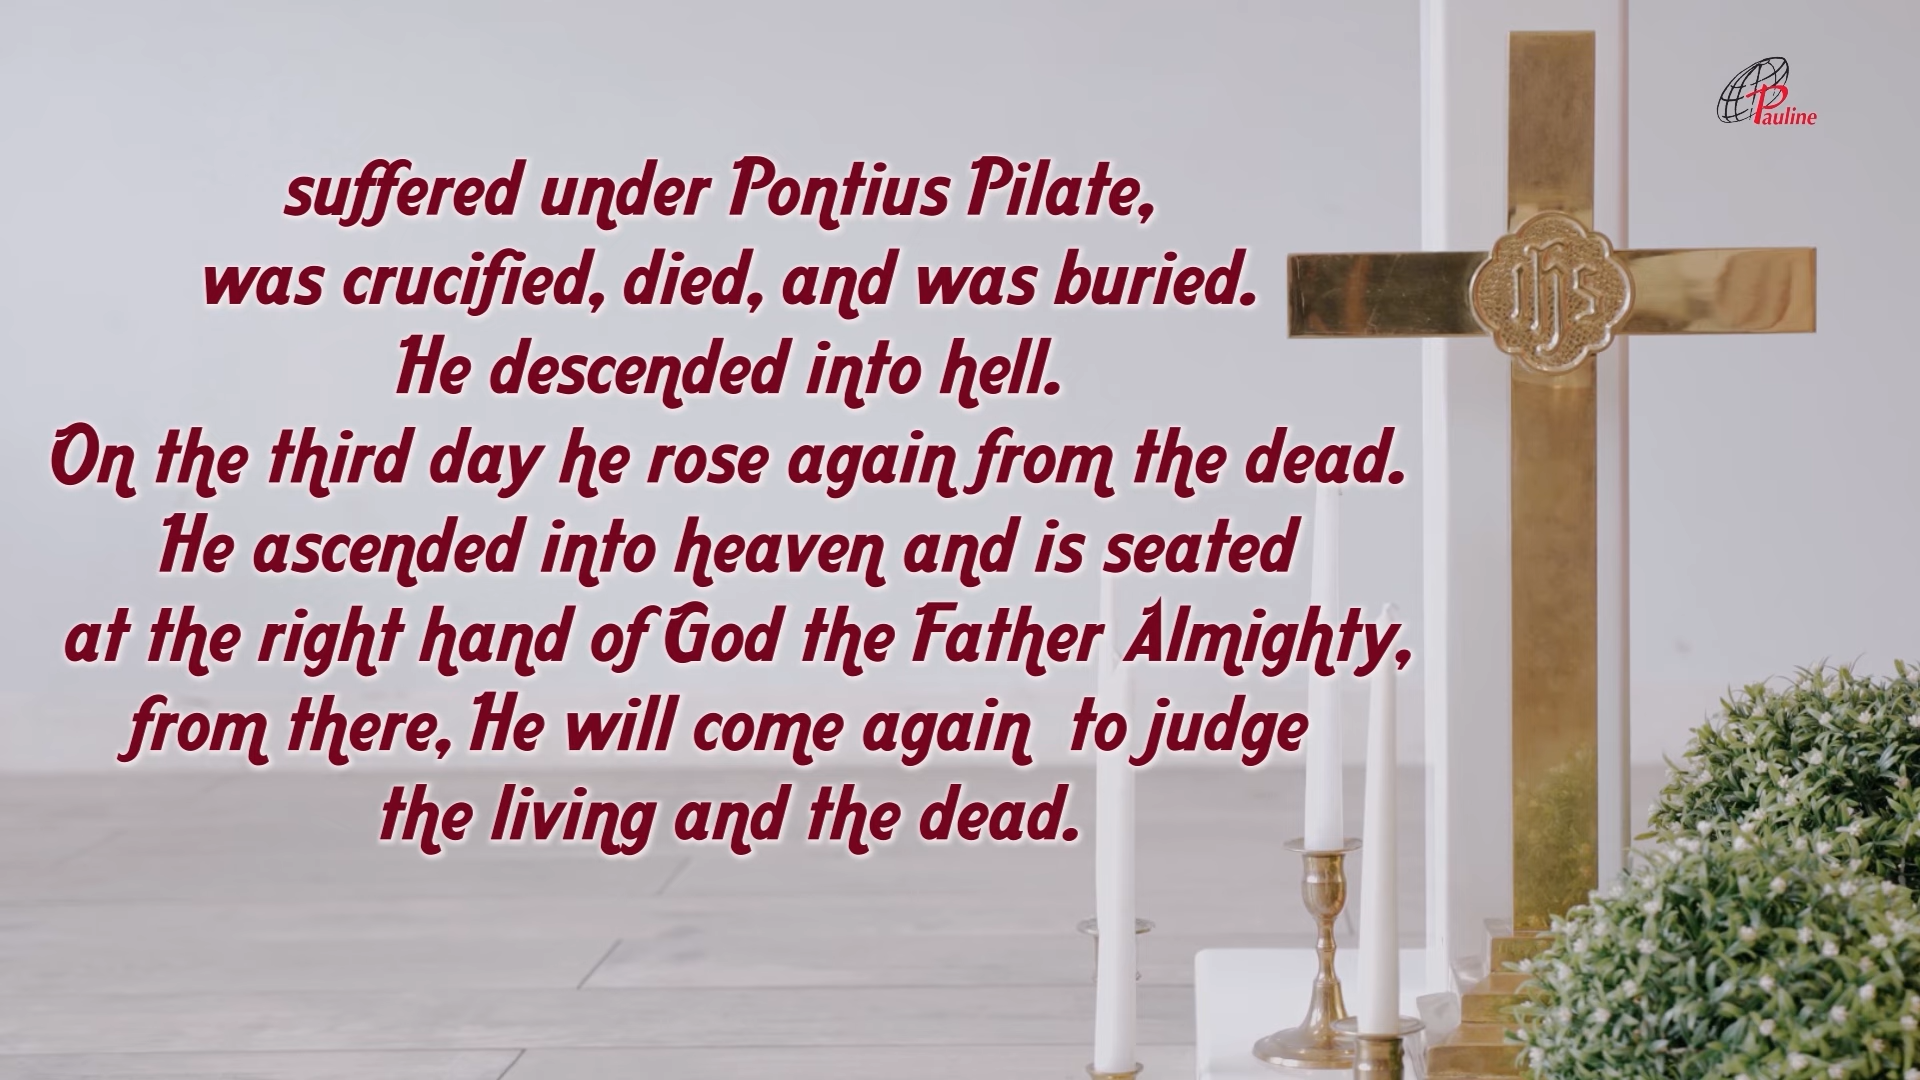 suffered under Pontius Pilate,
was crucified, died, and was buried.
He descended into hell.
On the third day he rose again from the dead.
He ascended into heaven and is seated
at the right hand of God the Father Almighty,
from there, He will come again  to judge
the living and the dead.
Pauline
IHS